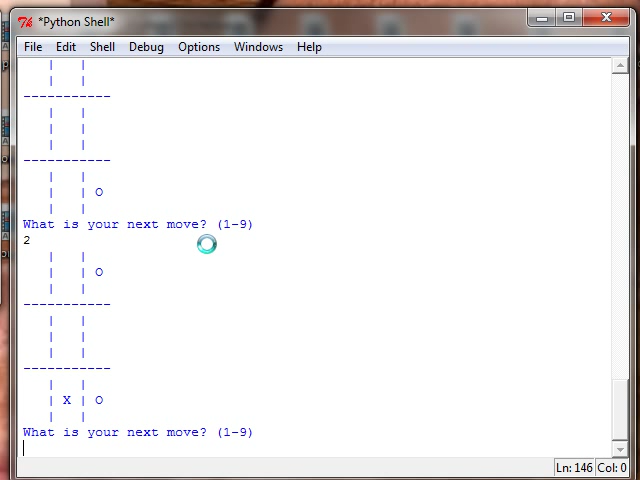 *Python Shell*
File Edit Shell Debug Options Windows Help
| |
| |
-----------
| |
| |
| |
-----------
| |
| | O
| |
What is your next move? (1-9)
2
| |
| | O
| |
-----------
| |
| |
| |
-----------
| |
| X | O
| |
What is your next move? (1-9)
Ln: 146 Col: 0